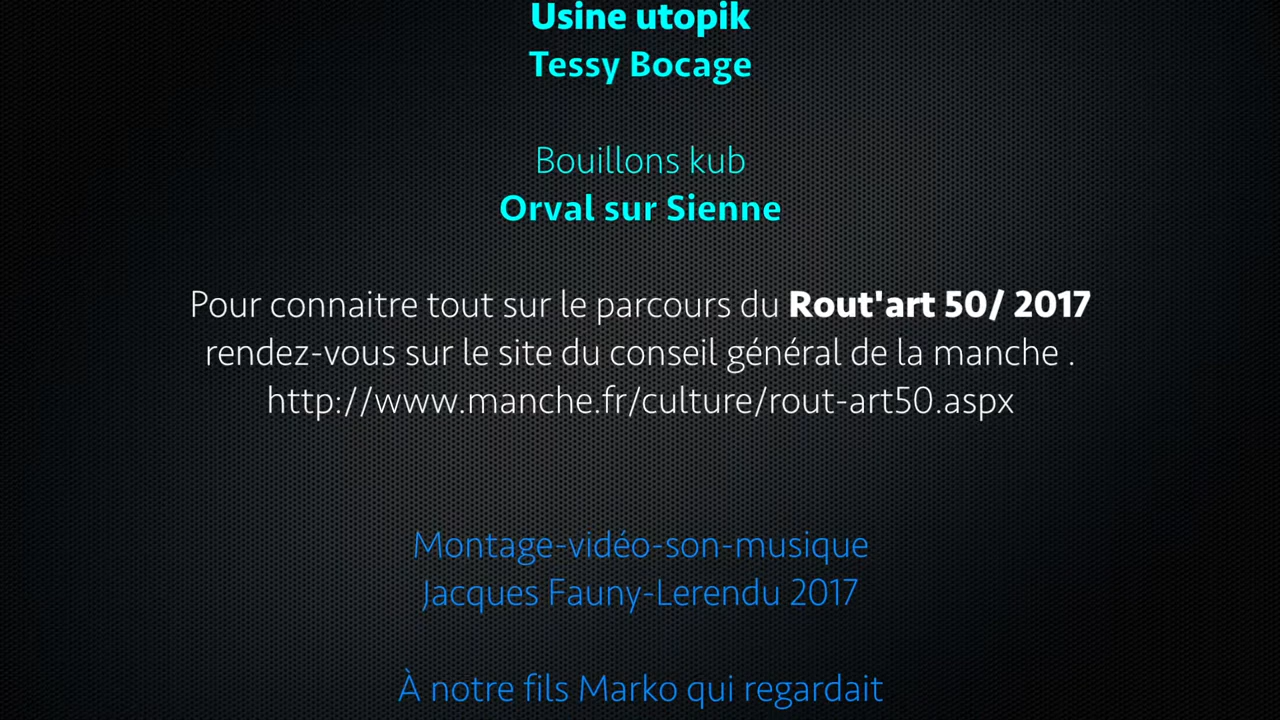 Usine utopik
Tessy Bocage
Bouillons kub
Orval sur Sienne
Pour connaitre tout sur le parcours du Rout'art 50/ 2017
rendez-vous sur le site du conseil général de la manche .
http://www.manche.fr/culture/rout-art50.aspx
Montage-vidéo-son-musique
Jacques Fauny-Lerendu 2017
À notre fils Marko qui regardait